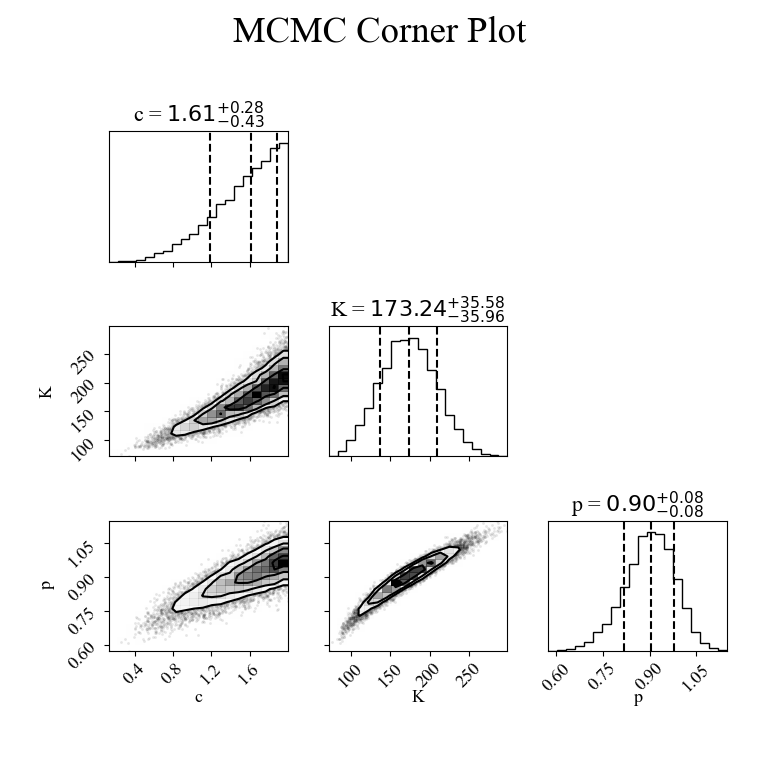 MCMC Corner Plot
c = 1.61+0.28
−0.43
K = 173.24+35.58
−35.96
K
250
200
150
100
p = 0.90+0.08
−0.08
p
1.05
0.90
0.75
0.60
0.4 0.8 1.2 1.6
c
100 150 200 250
K
0.60 0.75 0.90 1.05
p